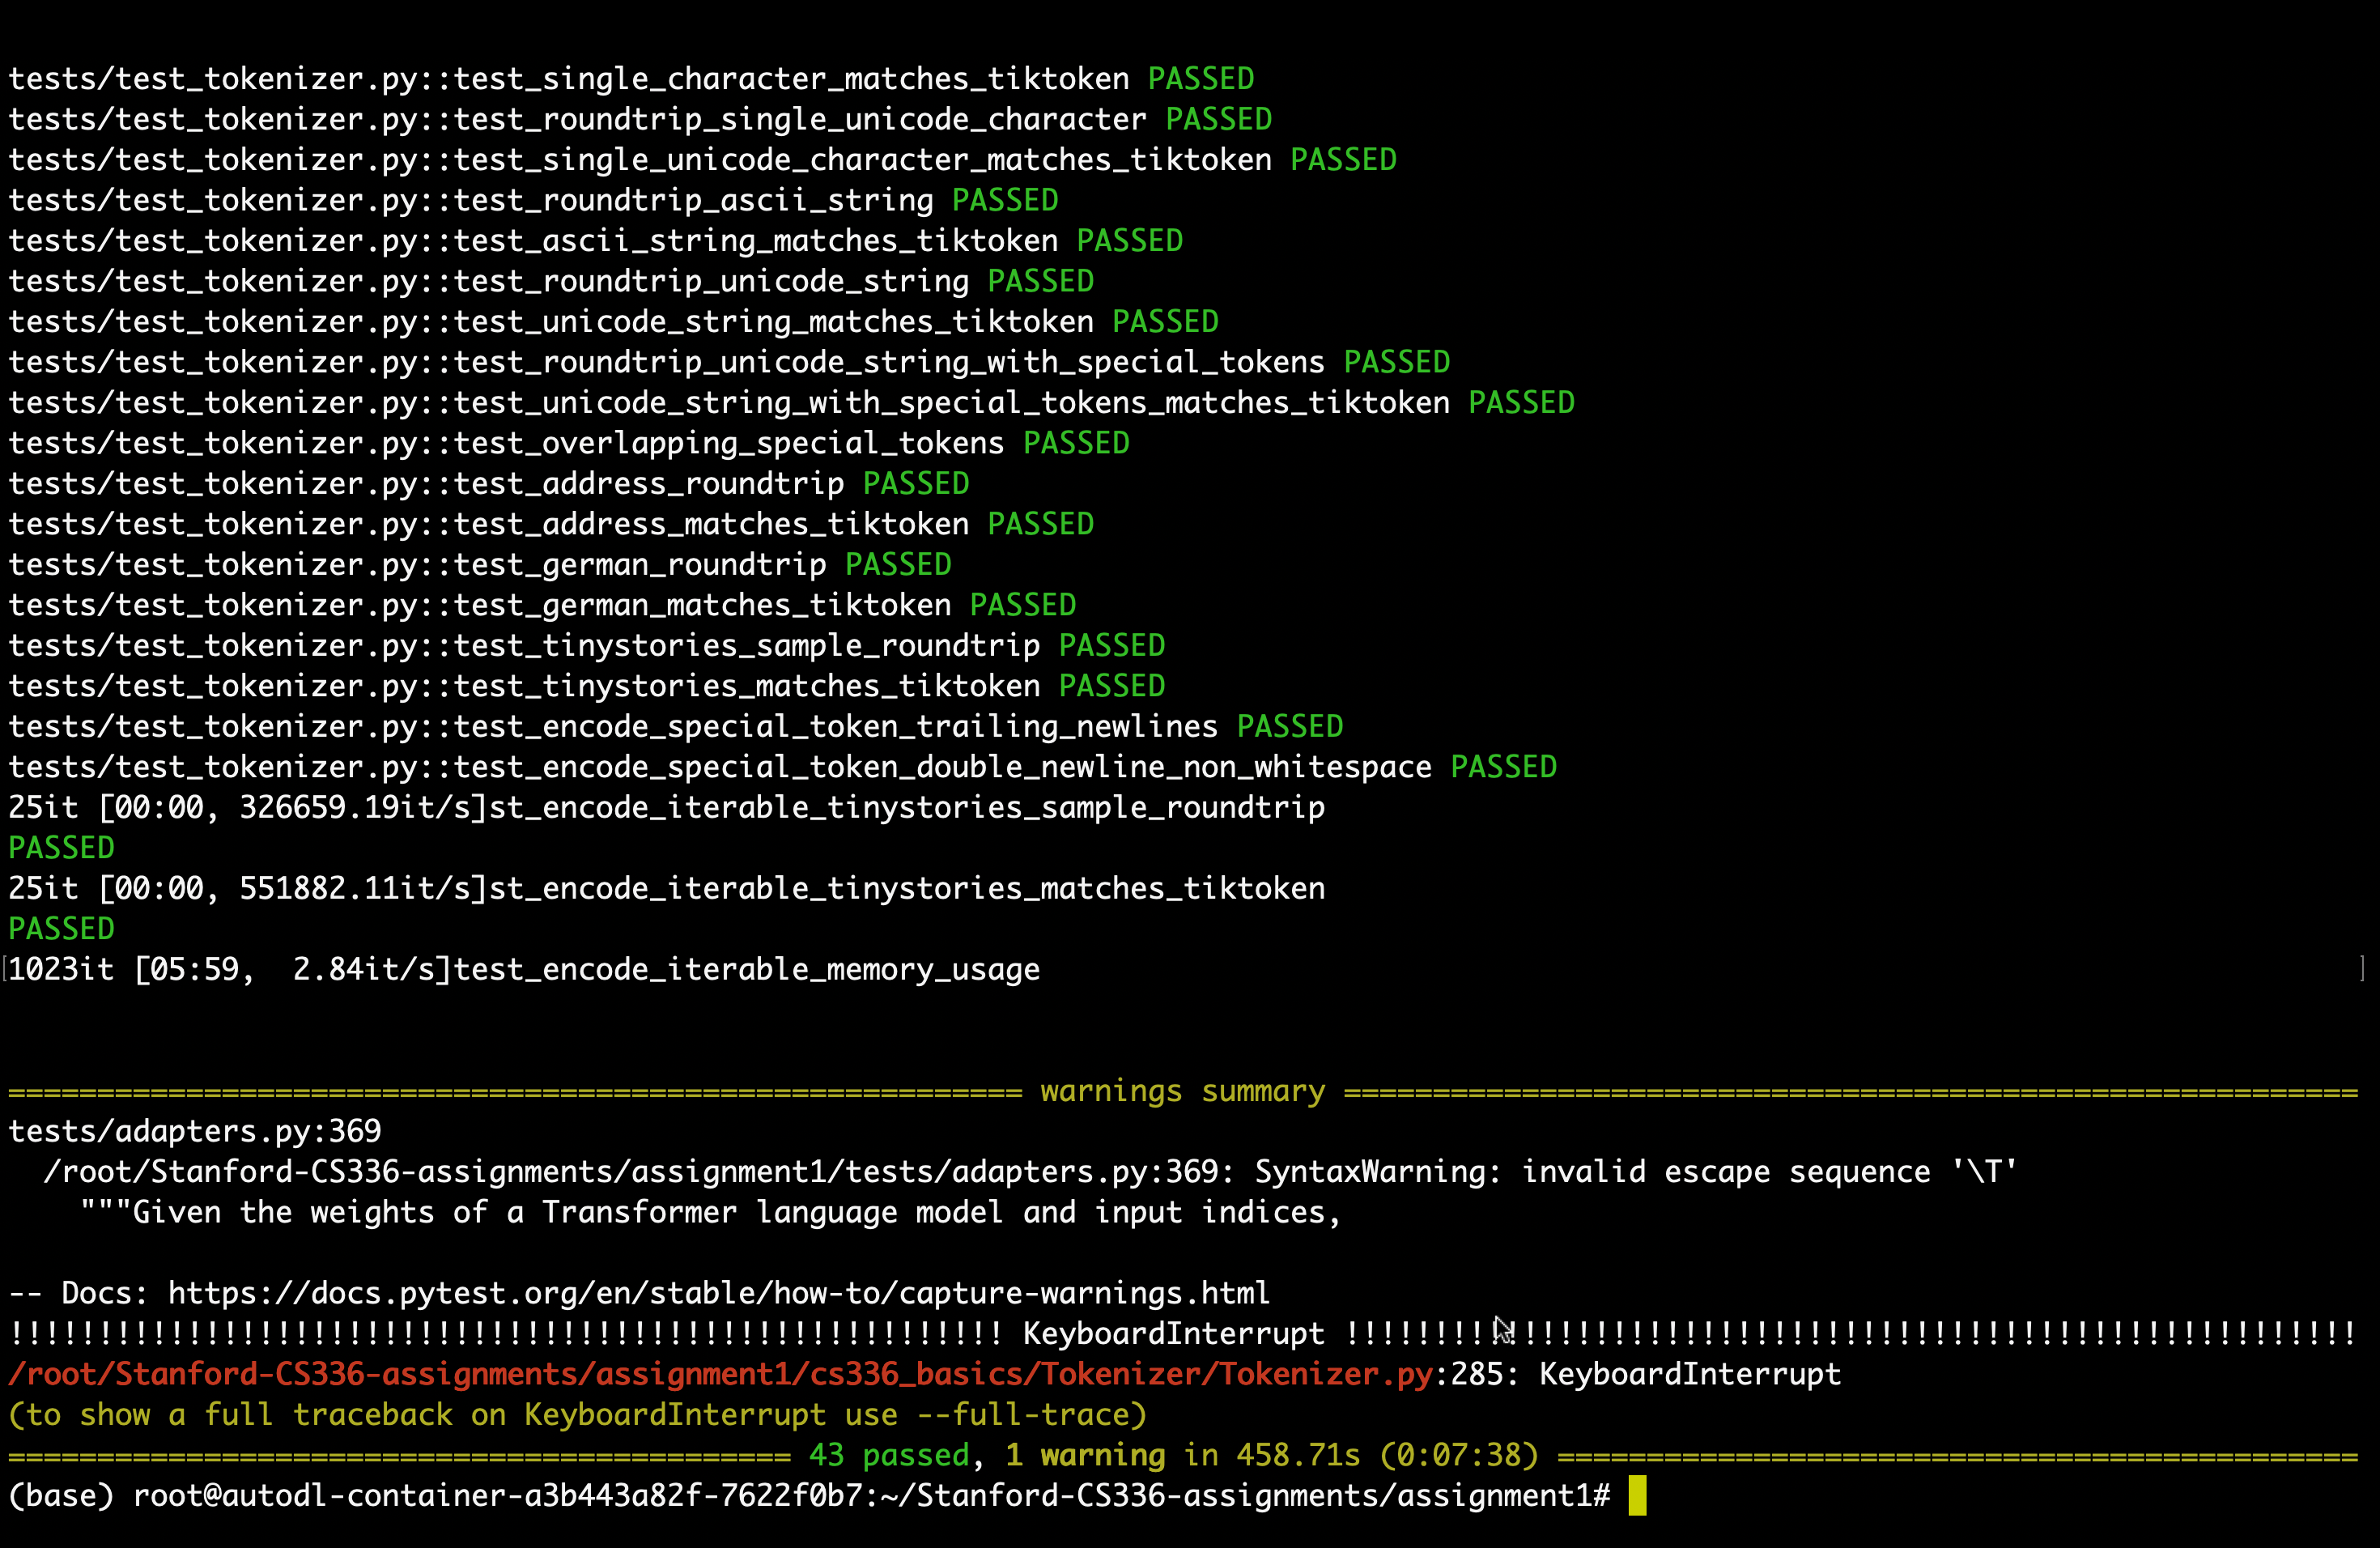 tests/test_tokenizer.py::test_single_character_matches_tiktoken PASSED
tests/test_tokenizer.py::test_roundtrip_single_unicode_character PASSED
tests/test_tokenizer.py::test_single_unicode_character_matches_tiktoken PASSED
tests/test_tokenizer.py::test_roundtrip_ascii_string PASSED
tests/test_tokenizer.py::test_ascii_string_matches_tiktoken PASSED
tests/test_tokenizer.py::test_roundtrip_unicode_string PASSED
tests/test_tokenizer.py::test_unicode_string_matches_tiktoken PASSED
tests/test_tokenizer.py::test_roundtrip_unicode_string_with_special_tokens PASSED
tests/test_tokenizer.py::test_unicode_string_with_special_tokens_matches_tiktoken PASSED
tests/test_tokenizer.py::test_overlapping_special_tokens PASSED
tests/test_tokenizer.py::test_address_roundtrip PASSED
tests/test_tokenizer.py::test_address_matches_tiktoken PASSED
tests/test_tokenizer.py::test_german_roundtrip PASSED
tests/test_tokenizer.py::test_german_matches_tiktoken PASSED
tests/test_tokenizer.py::test_tinystories_sample_roundtrip PASSED
tests/test_tokenizer.py::test_tinystories_matches_tiktoken PASSED
tests/test_tokenizer.py::test_encode_special_token_trailing_newlines PASSED
tests/test_tokenizer.py::test_encode_special_token_double_newline_non_whitespace PASSED
25it [00:00, 326659.19it/s]st_encode_iterable_tinystories_sample_roundtrip
PASSED
25it [00:00, 551882.11it/s]st_encode_iterable_tinystories_matches_tiktoken
PASSED
[1023it [05:59,  2.84it/s]test_encode_iterable_memory_usage ]
========================================================= warnings summary =========================================================
tests/adapters.py:369
  /root/Stanford-CS336-assignments/assignment1/tests/adapters.py:369: SyntaxWarning: invalid escape sequence '\T'
    """Given the weights of a Transformer language model and input indices,
-- Docs: https://docs.pytest.org/en/stable/how-to/capture-warnings.html
!!!!!!!!!!!!!!!!!!!!!!!!!!!!!!!!!!!!!!!!!!!!!!!!!!!!!!!! KeyboardInterrupt !!!!!!!!!!!!!!!!!!!!!!!!!!!!!!!!!!!!!!!!!!!!!!!!!!!!!!!!!
/root/Stanford-CS336-assignments/assignment1/cs336_basics/Tokenizer/Tokenizer.py:285: KeyboardInterrupt
(to show a full traceback on KeyboardInterrupt use --full-trace)
============================================ 43 passed, 1 warning in 458.71s (0:07:38) =============================================
(base) root@autodl-container-a3b443a82f-7622f0b7:~/Stanford-CS336-assignments/assignment1#